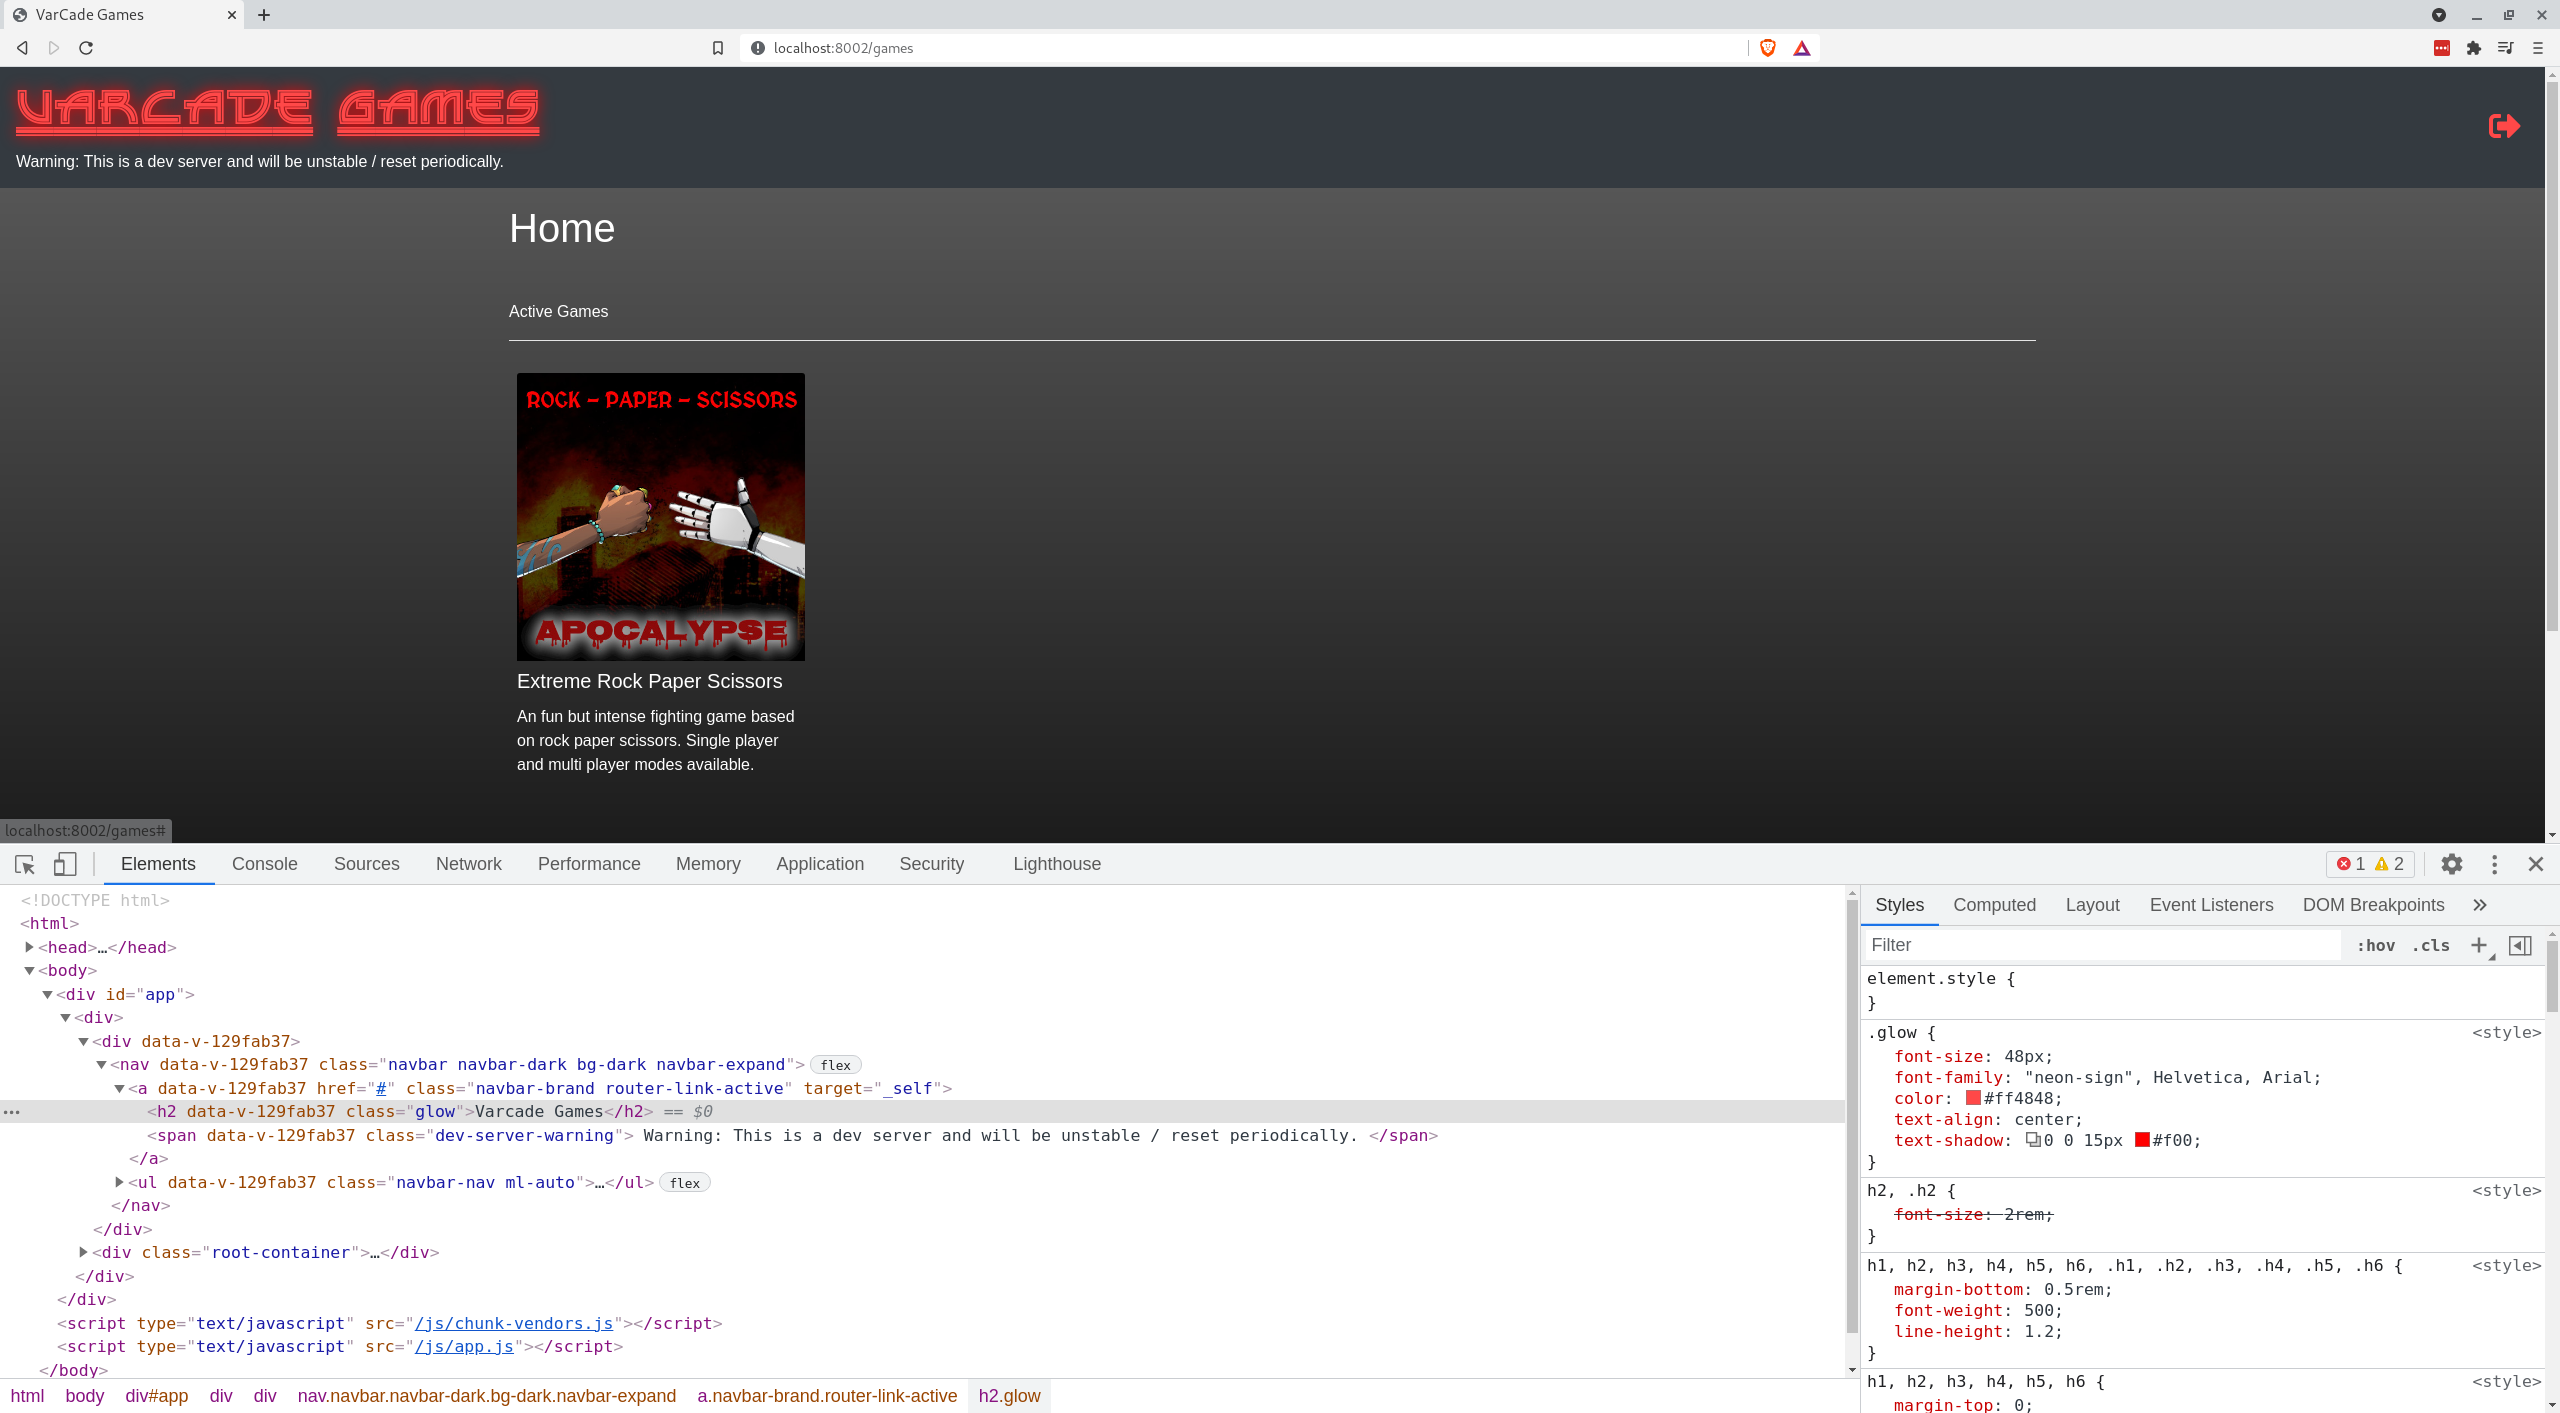 VarCade Games
localhost:8002/games
VARCADE GAMES
Warning: This is a dev server and will be unstable / reset periodically.
Home
Active Games
ROCK - PAPER - SCISSORS
APOCALYPSE
Extreme Rock Paper Scissors
An fun but intense fighting game based
on rock paper scissors. Single player
and multi player modes available.
localhost:8002/games#
Elements Console Sources Network Performance Memory Application Security Lighthouse 1 2
<!DOCTYPE html>
<html>
<head>…</head>
<body>
<div id="app">
<div>
<div data-v-129fab37>
<nav data-v-129fab37 class="navbar navbar-dark bg-dark navbar-expand"> flex
<a data-v-129fab37 href="#" class="navbar-brand router-link-active" target="_self">
<h2 data-v-129fab37 class="glow">Varcade Games</h2> == $0
<span data-v-129fab37 class="dev-server-warning"> Warning: This is a dev server and will be unstable / reset periodically. </span>
</a>
<ul data-v-129fab37 class="navbar-nav ml-auto">…</ul> flex
</nav>
</div>
<div class="root-container">…</div>
</div>
</div>
<script type="text/javascript" src="/js/chunk-vendors.js"></script>
<script type="text/javascript" src="/js/app.js"></script>
</body>
html body div#app div div nav.navbar.navbar-dark.bg-dark.navbar-expand a.navbar-brand.router-link-active h2.glow
Styles Computed Layout Event Listeners DOM Breakpoints
Filter :hov .cls
element.style {
}
.glow { <style>
font-size: 48px;
font-family: "neon-sign", Helvetica, Arial;
color: #ff4848;
text-align: center;
text-shadow: 0 0 15px #f00;
}
h2, .h2 { <style>
font-size: 2rem;
}
h1, h2, h3, h4, h5, h6, .h1, .h2, .h3, .h4, .h5, .h6 { <style>
margin-bottom: 0.5rem;
font-weight: 500;
line-height: 1.2;
}
h1, h2, h3, h4, h5, h6 { <style>
margin-top: 0;